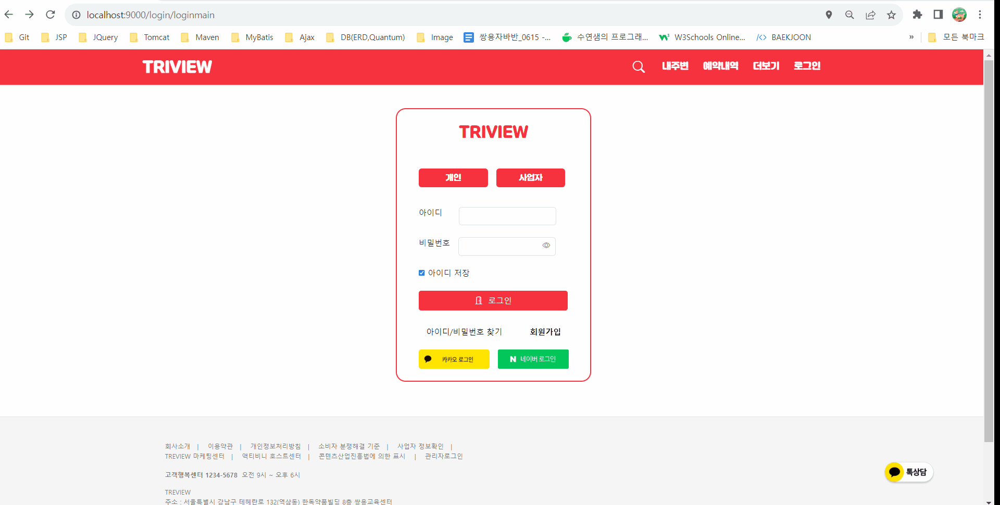 localhost:9000/login/loginmain
Git JSP JQuery Tomcat Maven MyBatis Ajax DB(ERD,Quantum) Image 쌍용자바반_0615 -... 수연샘의 프로그래... W3Schools Online... BAEKJOON » 모든 북마크
TRIVIEW 내주변 예약내역 더보기 로그인
TRIVIEW
개인 사업자
아이디
비밀번호
아이디 저장
로그인
아이디/비밀번호 찾기 회원가입
카카오 로그인 N 네이버 로그인
회사소개 | 이용약관 | 개인정보처리방침 | 소비자 분쟁해결 기준 | 사업자 정보확인 |
TREVIEW 마케팅센터 | 액티비니 호스트센터 | 콘텐츠산업진흥법에 의한 표시 | 관리자로그인
고객행복센터 1234-5678 오전 9시 ~ 오후 6시
톡상담
TREVIEW
주소 : 서울특별시 강남구 테헤란로 132(역삼동) 한독약품빌딩 8층 쌍용교육센터